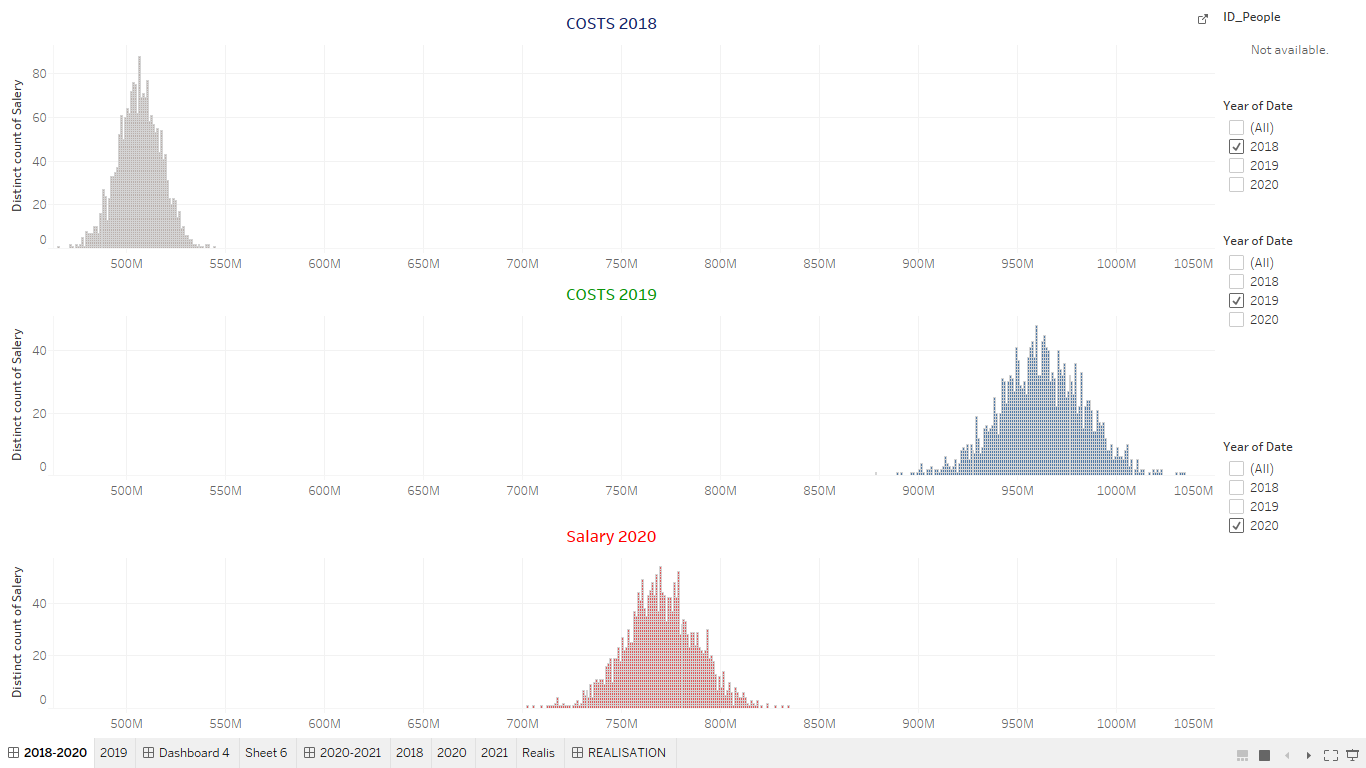 COSTS 2018
ID_People
Not available.
Distinct count of Salery
80
60
40
20
0
500M 550M 600M 650M 700M 750M 800M 850M 900M 950M 1000M 1050M
Year of Date
(All)
2018
2019
2020
COSTS 2019
Distinct count of Salery
40
20
0
500M 550M 600M 650M 700M 750M 800M 850M 900M 950M 1000M 1050M
Year of Date
(All)
2018
2019
2020
Salary 2020
Distinct count of Salery
40
20
0
500M 550M 600M 650M 700M 750M 800M 850M 900M 950M 1000M 1050M
Year of Date
(All)
2018
2019
2020
2018-2020 2019 Dashboard 4 Sheet 6 2020-2021 2018 2020 2021 Realis REALISATION